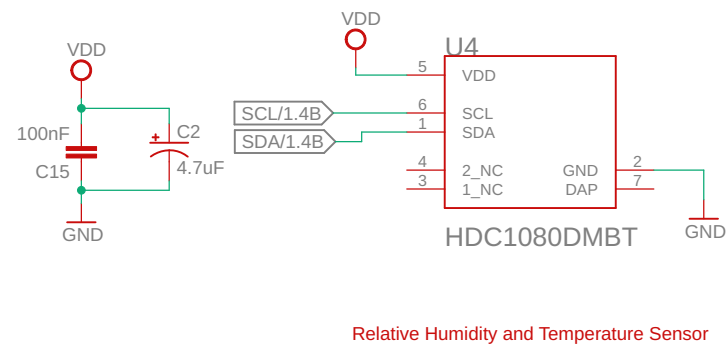 VDD
100nF
C15
C2
4.7uF
GND
VDD
U4
SCL/1.4B
SDA/1.4B
5
VDD
6
SCL
1
SDA
4
2_NC
3
1_NC
GND
2
DAP
7
HDC1080DMBT
GND
Relative Humidity and Temperature Sensor